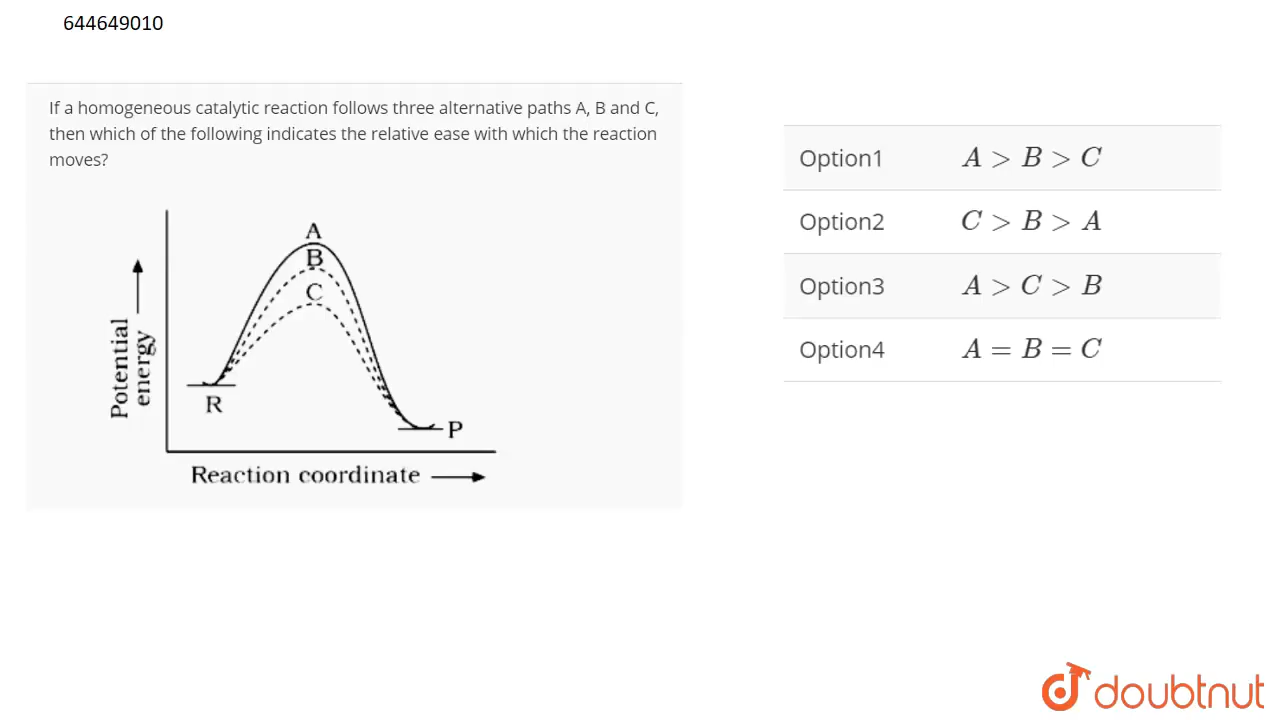 644649010
If a homogeneous catalytic reaction follows three alternative paths A, B and C,
then which of the following indicates the relative ease with which the reaction
moves?
A
B
C
Potential
energy
R
P
Reaction coordinate
Option1 A > B > C
Option2 C > B > A
Option3 A > C > B
Option4 A = B = C
doubtnut